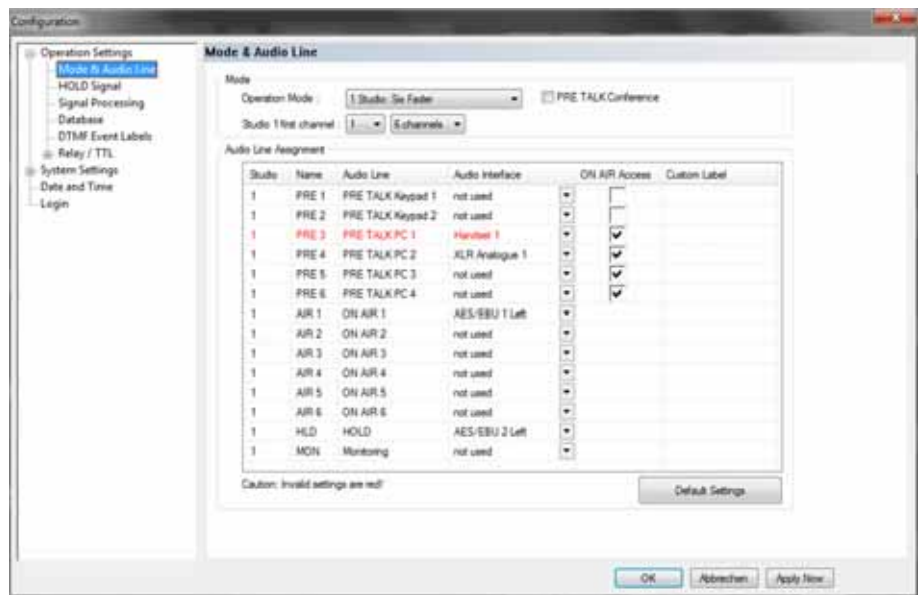 Configuration
Operation Settings
Mode & Audio Line
HOLD Signal
Signal Processing
Database
DTMF Event Labels
Relay / TTL
System Settings
Date and Time
Login
Mode & Audio Line
Mode
Operation Mode : 1 Studio: Six Fader PRE TALK Conference
Studio 1 first channel : 1 6 channels
Audio Line Assignment
Studio Name Audio Line Audio Interface ON AIR Access Custom Label
1 PRE 1 PRE TALK Keypad 1 not used
1 PRE 2 PRE TALK Keypad 2 not used
1 PRE 3 PRE TALK PC 1 Handset 1
1 PRE 4 PRE TALK PC 2 XLR Analogue 1
1 PRE 5 PRE TALK PC 3 not used
1 PRE 6 PRE TALK PC 4 not used
1 AIR 1 ON AIR 1 AES/EBU 1 Left
1 AIR 2 ON AIR 2 not used
1 AIR 3 ON AIR 3 not used
1 AIR 4 ON AIR 4 not used
1 AIR 5 ON AIR 5 not used
1 AIR 6 ON AIR 6 not used
1 HLD HOLD AES/EBU 2 Left
1 MON Monitoring not used
Caution: Invalid settings are red!
Default Settings
OK Abbrechen Apply Now